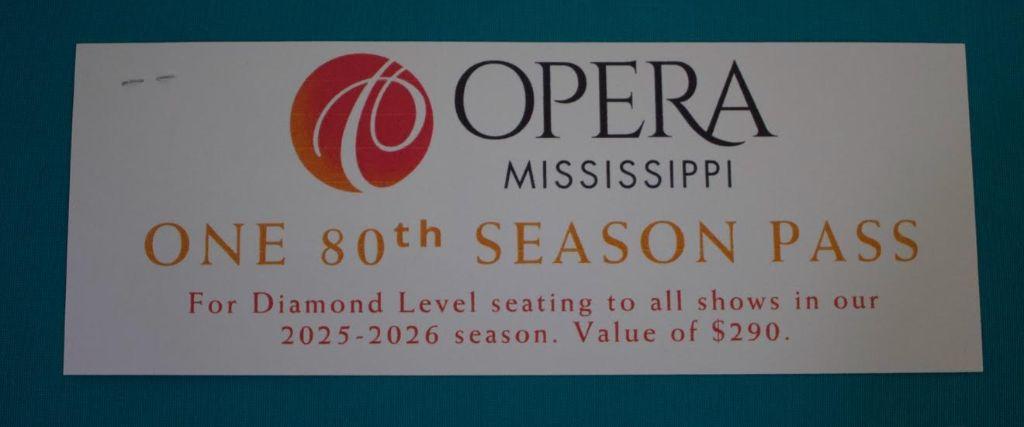 OPERA
MISSISSIPPI
ONE 80th SEASON PASS
For Diamond Level seating to all shows in our
2025-2026 season. Value of $290.